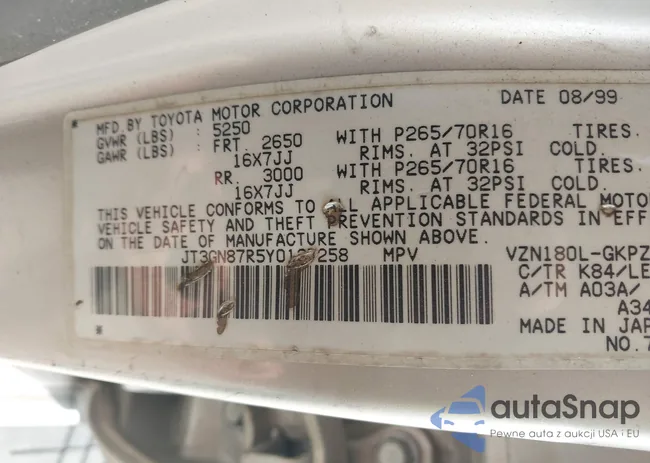 MFD. BY TOYOTA MOTOR CORPORATION DATE 08/99
GVWR (LBS) : 5250
GAWR (LBS) : FRT. 2650 WITH P265/70R16 TIRES.
16X7JJ RIMS. AT 32PSI COLD.
RR. 3000 WITH P265/70R16 TIRES.
16X7JJ RIMS. AT 32PSI COLD.
THIS VEHICLE CONFORMS TO ALL APPLICABLE FEDERAL MOTO
VEHICLE SAFETY AND THEFT PREVENTION STANDARDS IN EFF
ON THE DATE OF MANUFACTURE SHOWN ABOVE.
MPV VZN180L-GKPZ
C/TR K84/LE
A/TM A03A/
A34
MADE IN JAP
NO.7
autoSnap
Pewne auta z aukcji USA i EU